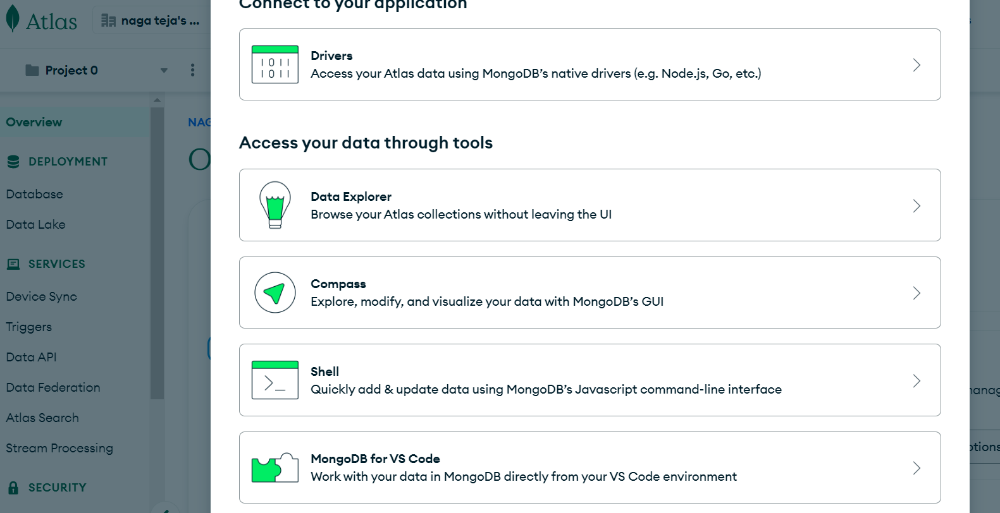 Connect to your application
Atlas
naga teja's ...
Project 0
Overview
DEPLOYMENT
Database
Data Lake
SERVICES
Device Sync
Triggers
Data API
Data Federation
Atlas Search
Stream Processing
SECURITY
NAG
O
Drivers
Access your Atlas data using MongoDB's native drivers (e.g. Node.js, Go, etc.)
Access your data through tools
Data Explorer
Browse your Atlas collections without leaving the UI
Compass
Explore, modify, and visualize your data with MongoDB's GUI
Shell
Quickly add & update data using MongoDB's Javascript command-line interface
MongoDB for VS Code
Work with your data in MongoDB directly from your VS Code environment